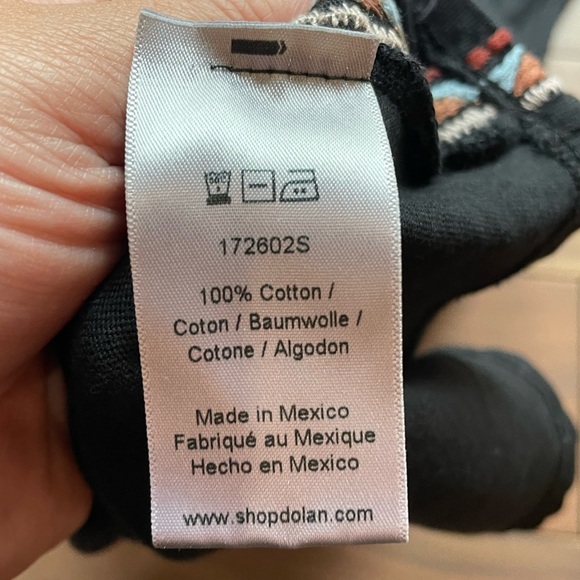 172602S
100% Cotton /
Coton / Baumwolle /
Cotone / Algodon
Made in Mexico
Fabriqué au Mexique
Hecho en Mexico
www.shopdolan.com